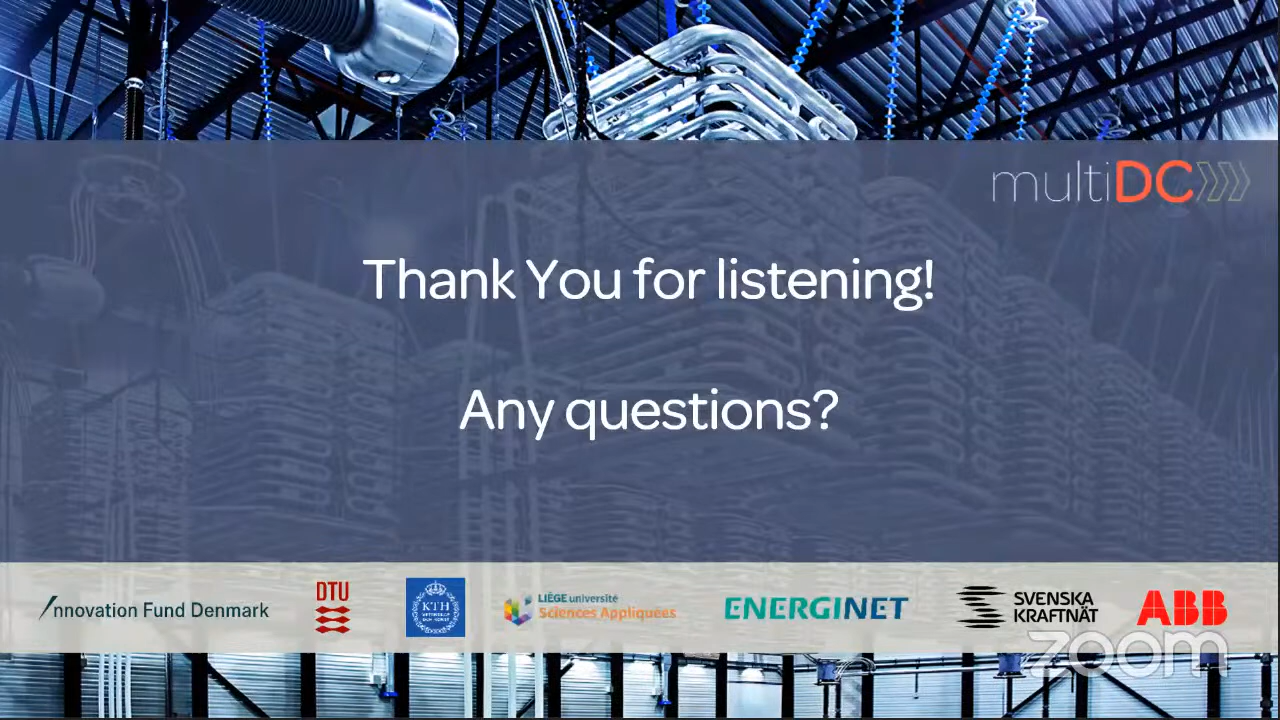 multiDC
Thank You for listening!
Any questions?
Innovation Fund Denmark
DTU
KTH
LIÈGE université
Sciences Appliquées
ENERGINET
SVENSKA
KRAFTNÄT
ABB
zoom